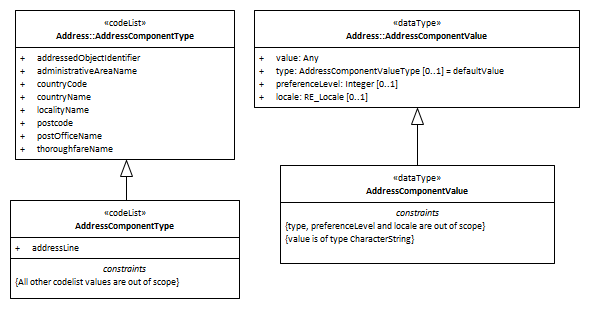 «codeList»
Address::AddressComponentType
+ addressedObjectIdentifier
+ administrativeAreaName
+ countryCode
+ countryName
+ localityName
+ postcode
+ postOfficeName
+ thoroughfareName
«dataType»
Address::AddressComponentValue
+ value: Any
+ type: AddressComponentValueType [0..1] = defaultValue
+ preferenceLevel: Integer [0..1]
+ locale: RE_Locale [0..1]
«codeList»
AddressComponentType
+ addressLine
constraints
{All other codelist values are out of scope}
«dataType»
AddressComponentValue
constraints
{type, preferenceLevel and locale are out of scope}
{value is of type CharacterString}